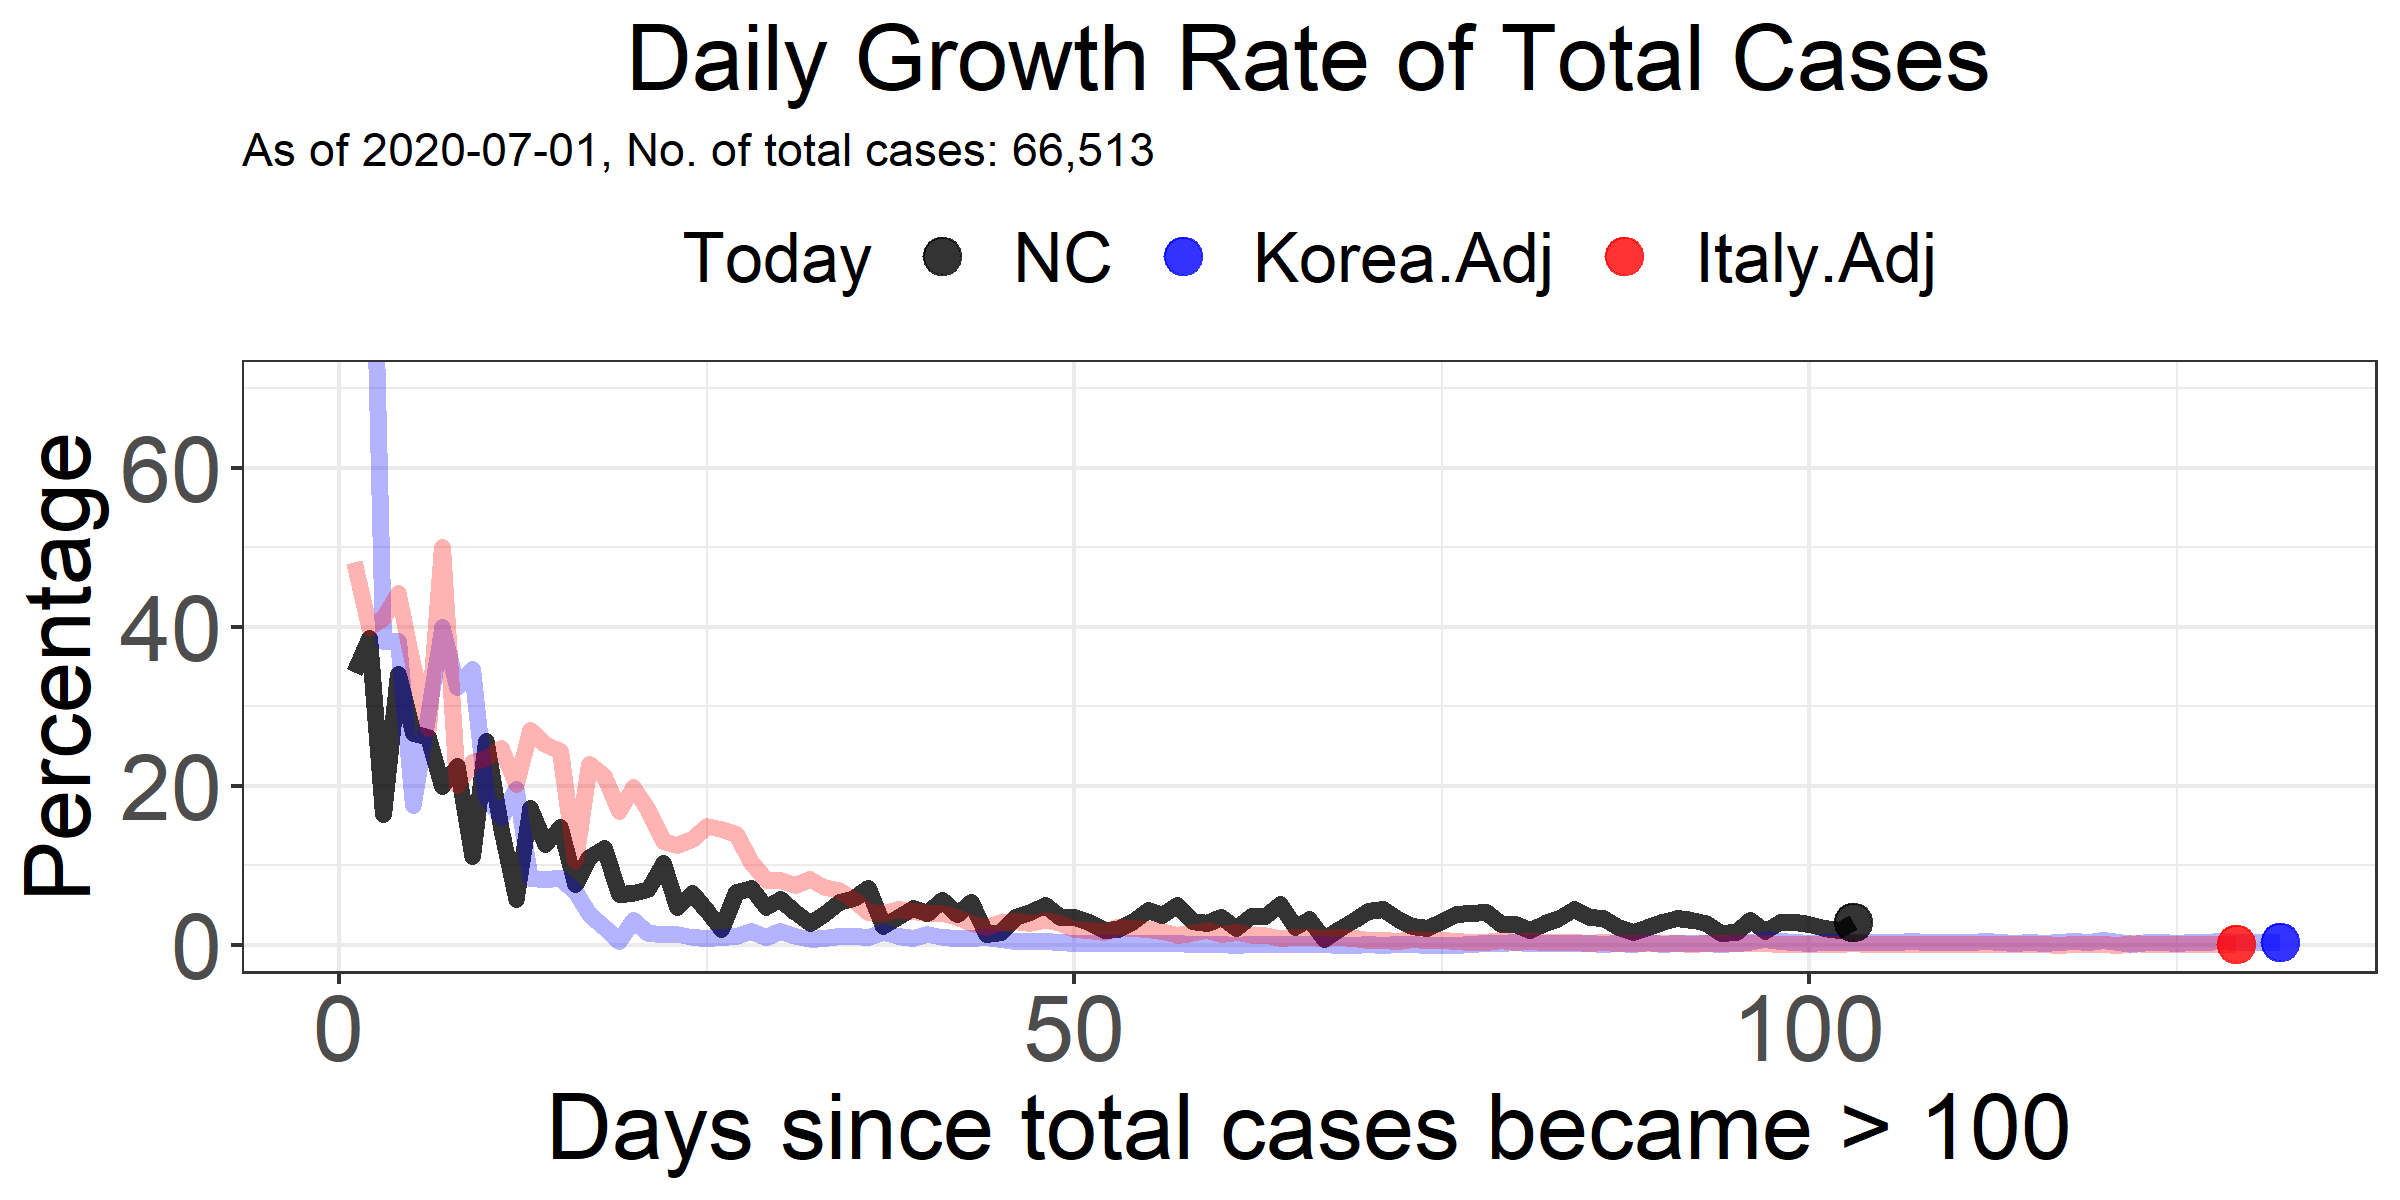 Daily Growth Rate of Total Cases
As of 2020-07-01, No. of total cases: 66,513
Today NC Korea.Adj Italy.Adj
Percentage
60
40
20
0
0 50 100
Days since total cases became > 100